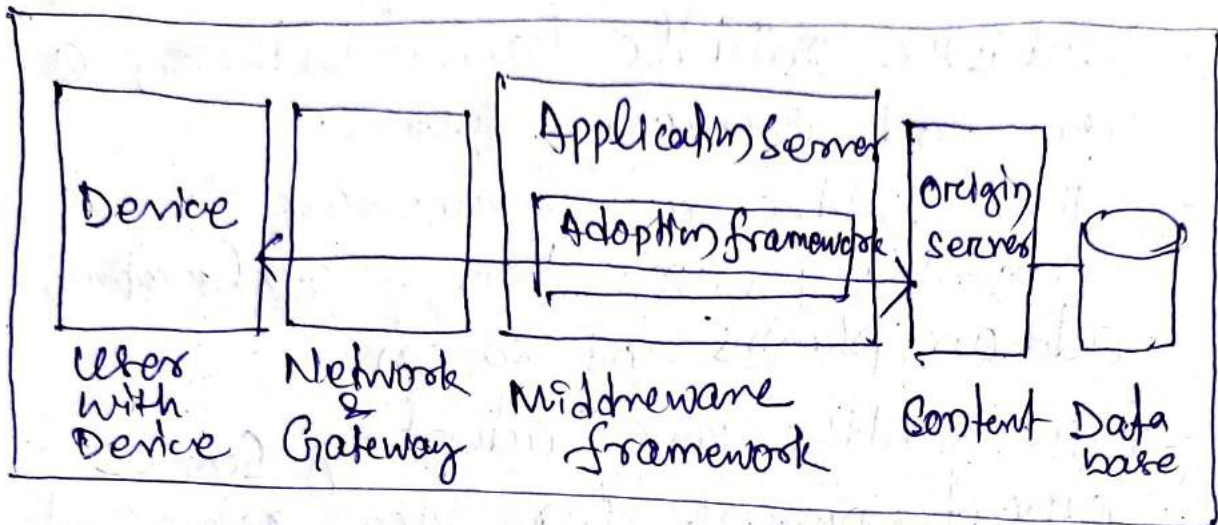 Device
Application Server
Adoption framework
Origin
server
User
with
Device
Network
&
Gateway
Middleware
framework
Content
Data
base